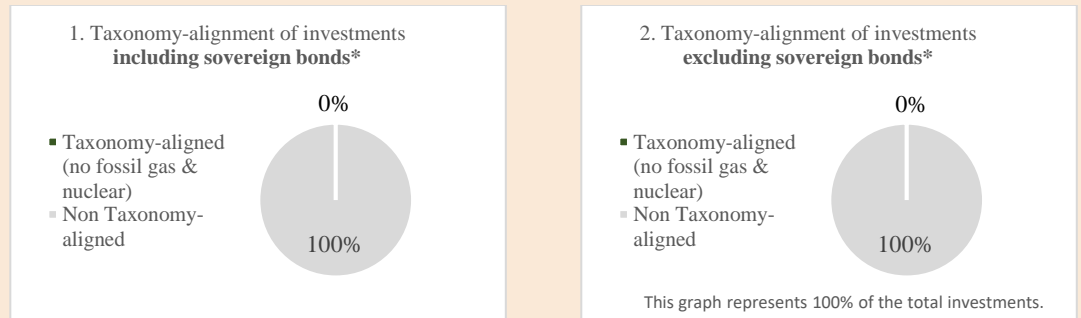 1. Taxonomy-alignment of investments
including sovereign bonds*
0%
Taxonomy-aligned
(no fossil gas &
nuclear)
Non Taxonomy-
aligned
100%
2. Taxonomy-alignment of investments
excluding sovereign bonds*
0%
Taxonomy-aligned
(no fossil gas &
nuclear)
Non Taxonomy-
aligned
100%
This graph represents 100% of the total investments.